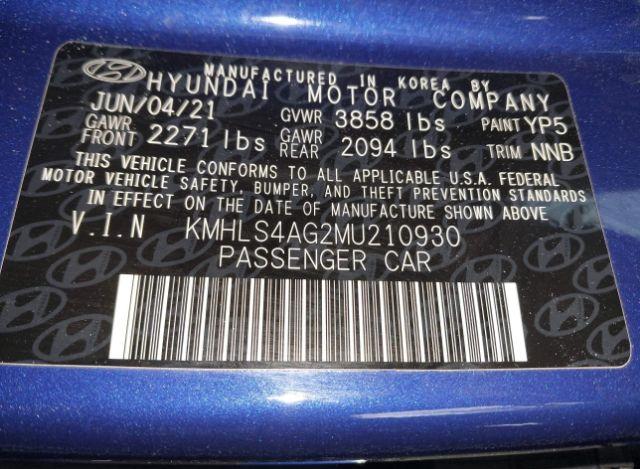 MANUFACTURED IN KOREA BY
HYUNDAI MOTOR COMPANY
JUN/04/21 GVWR 3858 lbs PAINT YP5
GAWR FRONT 2271 lbs GAWR REAR 2094 lbs TRIM NNB
THIS VEHICLE CONFORMS TO ALL APPLICABLE U.S.A. FEDERAL
MOTOR VEHICLE SAFETY, BUMPER, AND THEFT PREVENTION STANDARDS
IN EFFECT ON THE DATE OF MANUFACTURE SHOWN ABOVE
V.I.N KMHLS4AG2MU210930
PASSENGER CAR